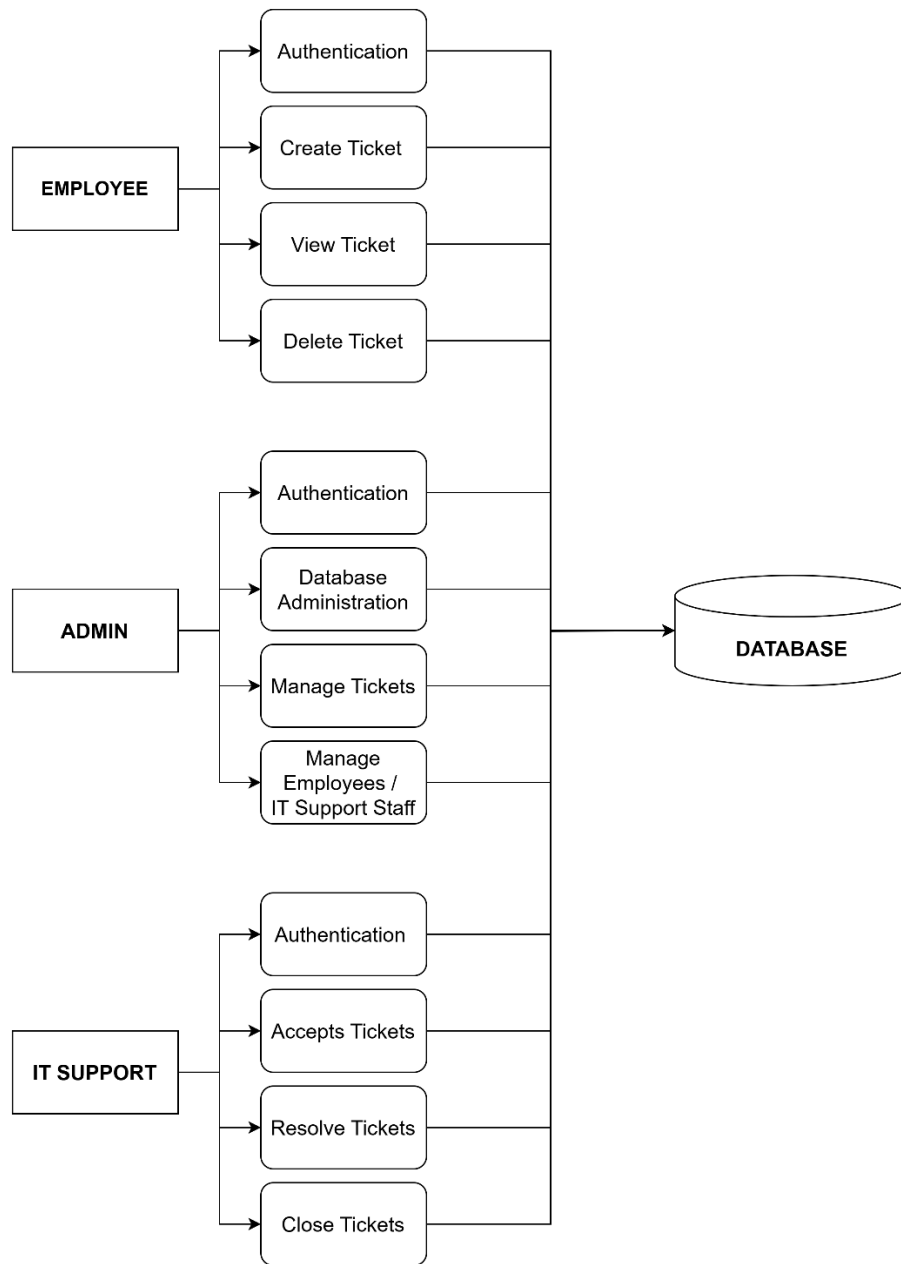 EMPLOYEE
Authentication
Create Ticket
View Ticket
Delete Ticket
ADMIN
Authentication
Database
Administration
Manage Tickets
Manage
Employees /
IT Support Staff
IT SUPPORT
Authentication
Accepts Tickets
Resolve Tickets
Close Tickets
DATABASE